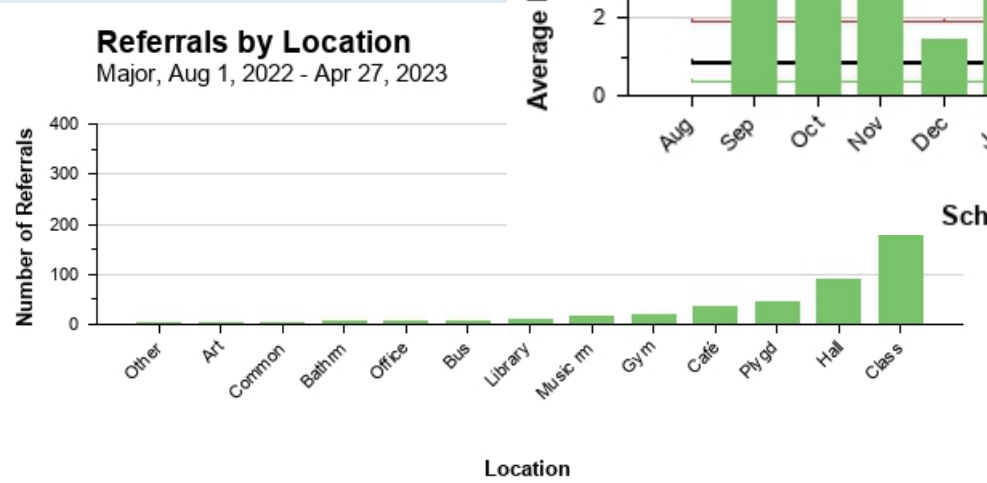 Referrals by Location
Major, Aug 1, 2022 - Apr 27, 2023
Number of Referrals
400
300
200
100
0
Other
Art
Common
Bathrm
Office
Bus
Library
Music rm
Gym
Café
Plygd
Hall
Class
Location
Average
2
0
Aug
Sep
Oct
Nov
Dec
Sch